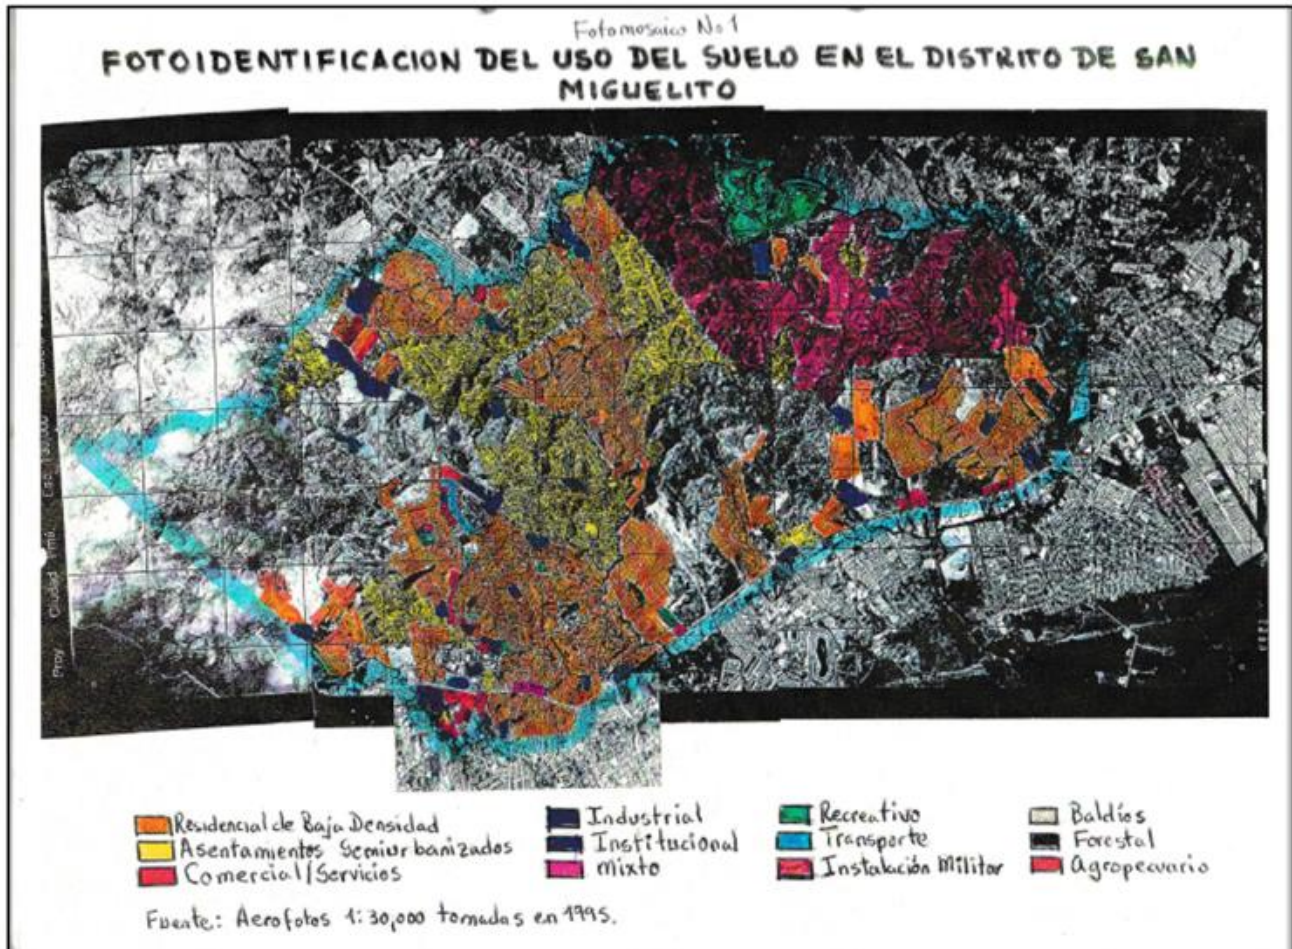 Fotomosaico No 1
FOTOIDENTIFICACION DEL USO DEL SUELO EN EL DISTRITO DE SAN
MIGUELITO
Residencial de Baja Densidad
Asentamientos Semiurbanizados
Comercial/Servicios
Industrial
Institucional
mixto
Recreativo
Transporte
Instalación Militar
Baldíos
Forestal
Agropecuario
Fuente: Aerofotos 1:30,000 tomadas en 1995.